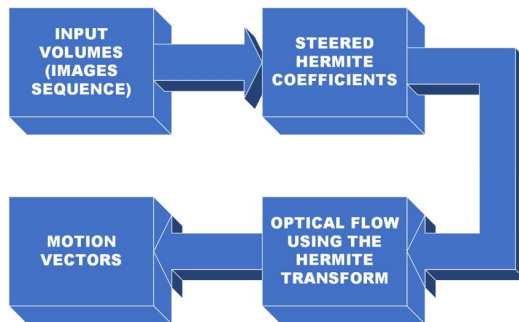 INPUT
VOLUMES
(IMAGES
SEQUENCE)
STEERED
HERMITE
COEFFICIENTS
OPTICAL FLOW
USING THE
HERMITE
TRANSFORM
MOTION
VECTORS